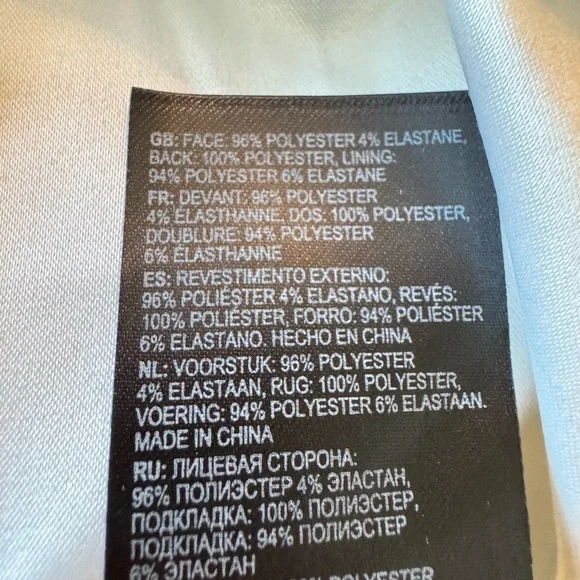 GB: FACE: 96% POLYESTER 4% ELASTANE,
BACK: 100% POLYESTER, LINING:
94% POLYESTER 6% ELASTANE
FR: DEVANT: 96% POLYESTER
4% ÉLASTHANNE, DOS: 100% POLYESTER,
DOUBLURE: 94% POLYESTER
6% ÉLASTHANNE
ES: REVESTIMENTO EXTERNO:
96% POLIÉSTER 4% ELASTANO, REVÉS:
100% POLIÉSTER, FORRO: 94% POLIÉSTER
6% ELASTANO. HECHO EN CHINA
NL: VOORSTUK: 96% POLYESTER
4% ELASTAAN, RUG: 100% POLYESTER,
VOERING: 94% POLYESTER 6% ELASTAAN.
MADE IN CHINA
RU: ЛИЦЕВАЯ СТОРОНА:
96% ПОЛИЭСТЕР 4% ЭЛАСТАН,
ПОДКЛАДКА: 100% ПОЛИЭСТЕР,
ПОДКЛАДКА: 94% ПОЛИЭСТЕР
6% ЭЛАСТАН
POLYESTER